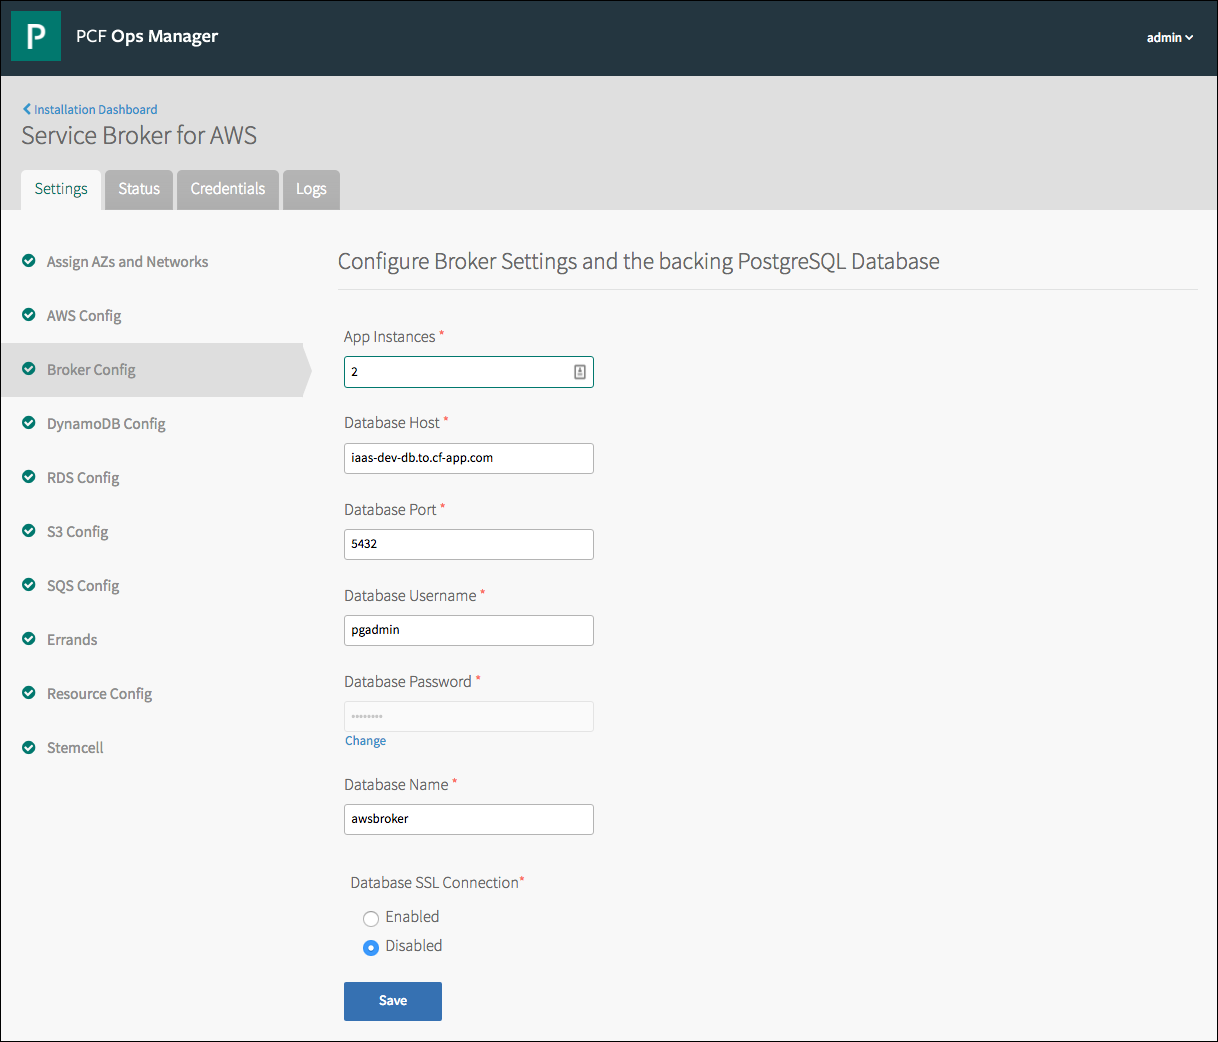 P
PCF Ops Manager
admin
Installation Dashboard
Service Broker for AWS
Settings Status Credentials Logs
Assign AZs and Networks
AWS Config
Broker Config
DynamoDB Config
RDS Config
S3 Config
SQS Config
Errands
Resource Config
Stemcell
Configure Broker Settings and the backing PostgreSQL Database
App Instances *
2
Database Host *
iaas-dev-db.to.cf-app.com
Database Port *
5432
Database Username *
pgadmin
Database Password *
••••••••
Change
Database Name *
awsbroker
Database SSL Connection*
Enabled
Disabled
Save